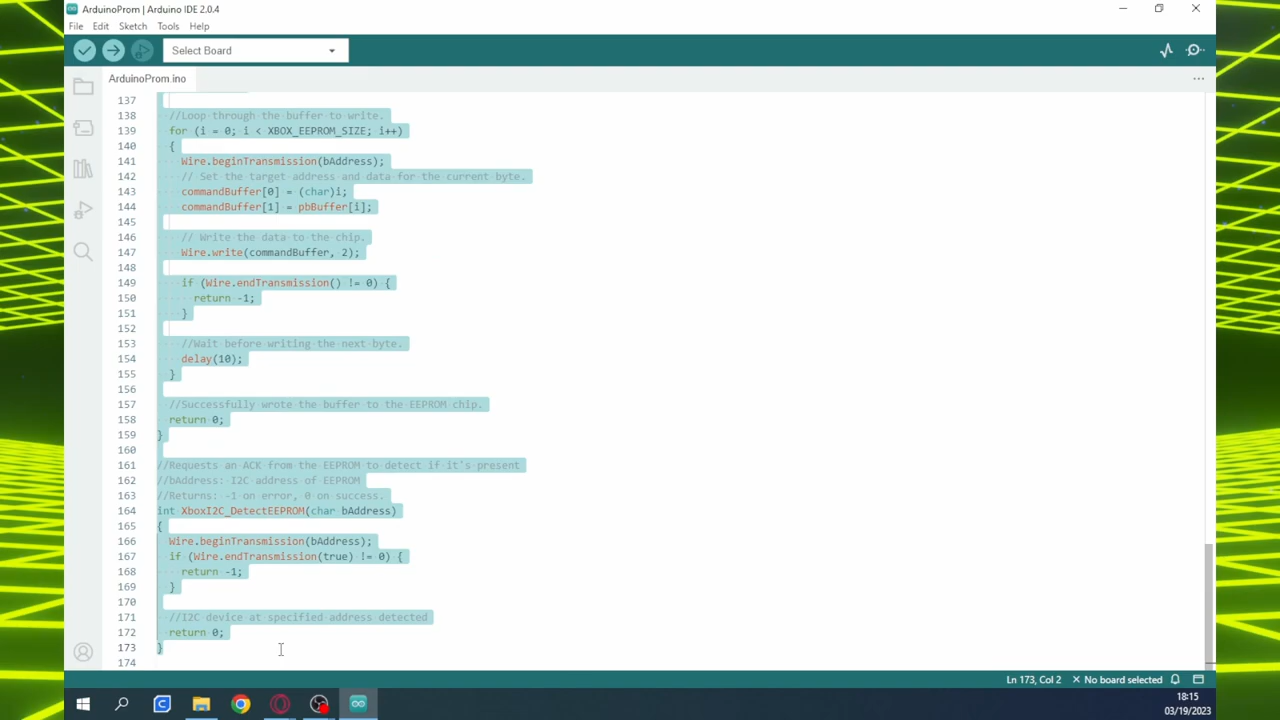 ArduinoProm | Arduino IDE 2.0.4
File Edit Sketch Tools Help
Select Board
ArduinoProm.ino
137
138 //Loop through the buffer to write.
139 for (i = 0; i < XBOX_EEPROM_SIZE; i++)
140 {
141 Wire.beginTransmission(bAddress);
142 // Set the target address and data for the current byte.
143 commandBuffer[0] = (char)i;
144 commandBuffer[1] = pbBuffer[i];
145
146 // Write the data to the chip.
147 Wire.write(commandBuffer, 2);
148
149 if (Wire.endTransmission() != 0) {
150 return -1;
151 }
152
153 //Wait before writing the next byte.
154 delay(10);
155 }
156
157 //Successfully wrote the buffer to the EEPROM chip.
158 return 0;
159 }
160
161 //Requests an ACK from the EEPROM to detect if it's present
162 //bAddress: I2C address of EEPROM
163 //Returns: -1 on error, 0 on success.
164 int XboxI2C_DetectEEPROM(char bAddress)
165 {
166 Wire.beginTransmission(bAddress);
167 if (Wire.endTransmission(true) != 0) {
168 return -1;
169 }
170
171 //I2C device at specified address detected
172 return 0;
173 }
174
Ln 173, Col 2 × No board selected
18:15
03/19/2023